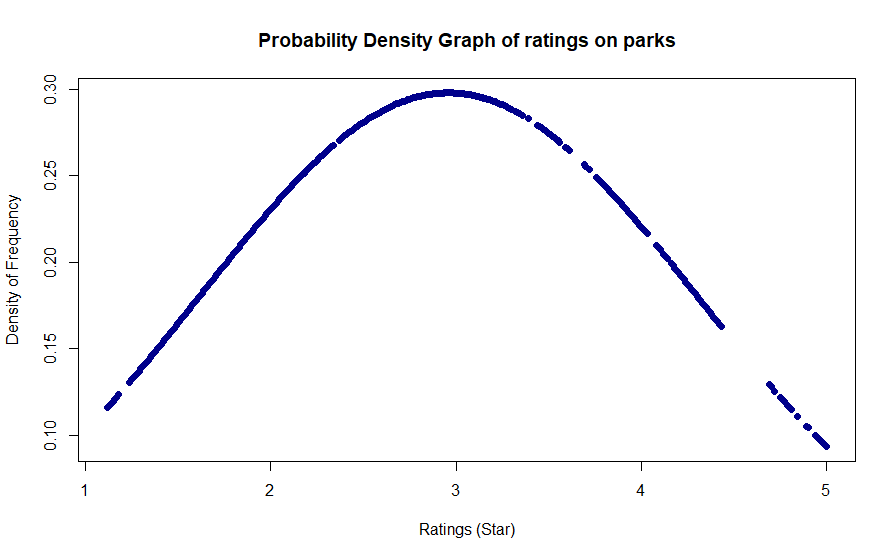 Probability Density Graph of ratings on parks
0.30
0.25
0.20
0.15
0.10
Density of Frequency
1 2 3 4 5
Ratings (Star)